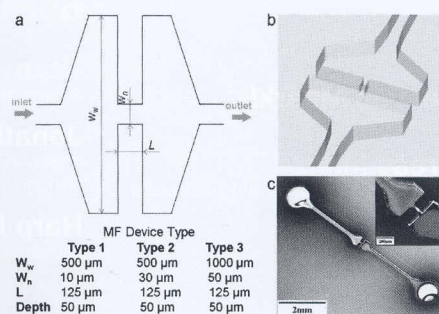 a
b
inlet
outlet
Wn
Ww
L
MF Device Type
Type 1 Type 2 Type 3
Ww 500 µm 500 µm 1000 µm
Wn 10 µm 30 µm 50 µm
L 125 µm 125 µm 125 µm
Depth 50 µm 50 µm 50 µm
c
2mm